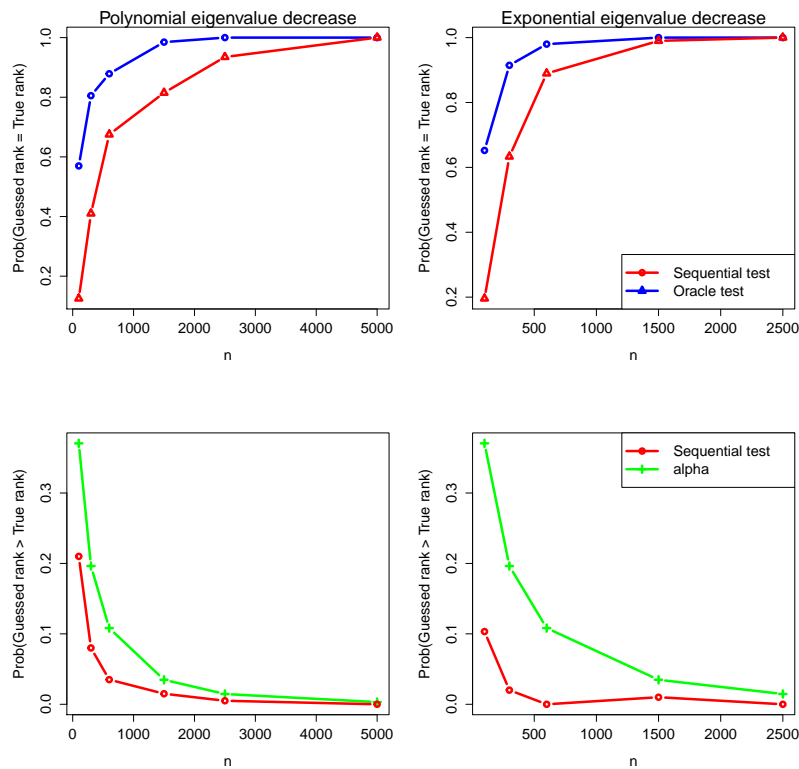 Polynomial eigenvalue decrease
Prob(Guessed rank = True rank)
1.0
0.8
0.6
0.4
0.2
0 1000 2000 3000 4000 5000
n
Exponential eigenvalue decrease
Prob(Guessed rank = True rank)
1.0
0.8
0.6
0.4
0.2
Sequential test
Oracle test
500 1000 1500 2000 2500
n
Prob(Guessed rank > True rank)
0.3
0.2
0.1
0.0
0 1000 2000 3000 4000 5000
n
Prob(Guessed rank > True rank)
0.3
0.2
0.1
0.0
Sequential test
alpha
500 1000 1500 2000 2500
n